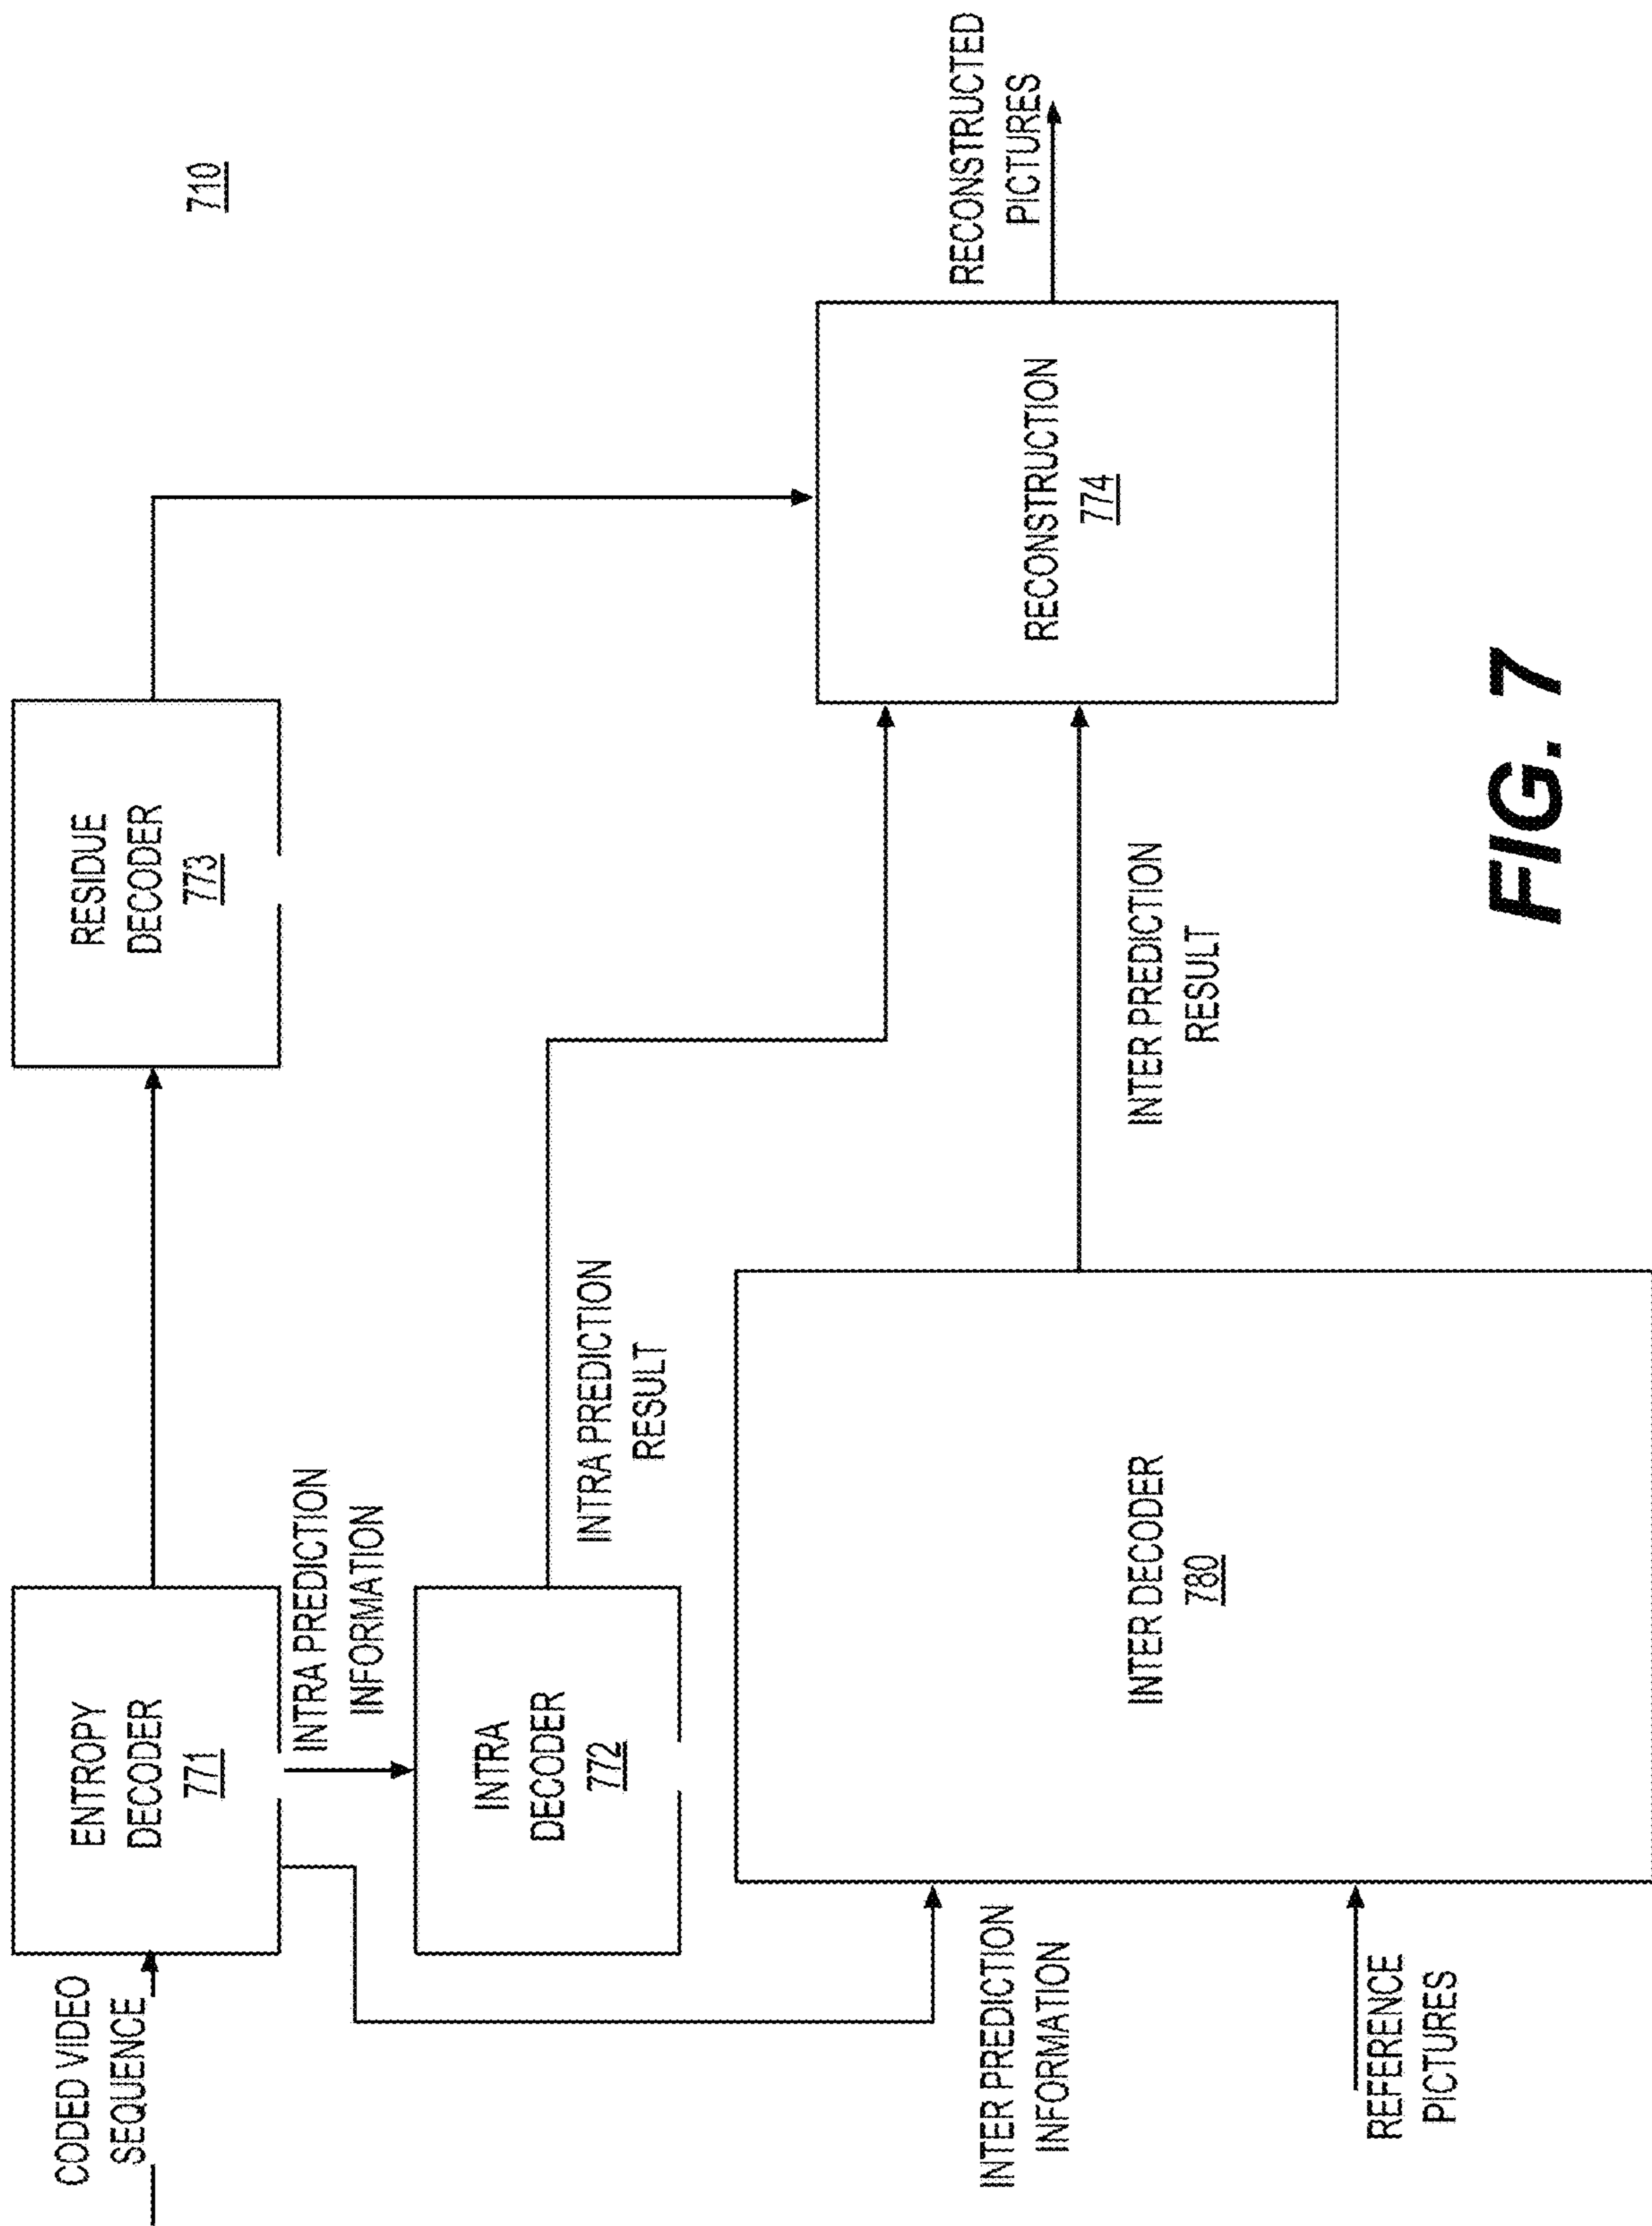 710
CODED VIDEO
SEQUENCE
ENTROPY
DECODER
771
RESIDUE
DECODER
773
INTRA PREDICTION
INFORMATION
INTRA
DECODER
772
INTRA PREDICTION
RESULT
RECONSTRUCTED
PICTURES
RECONSTRUCTION
774
INTER PREDICTION
INFORMATION
INTER DECODER
780
INTER PREDICTION
RESULT
REFERENCE
PICTURES
FIG. 7